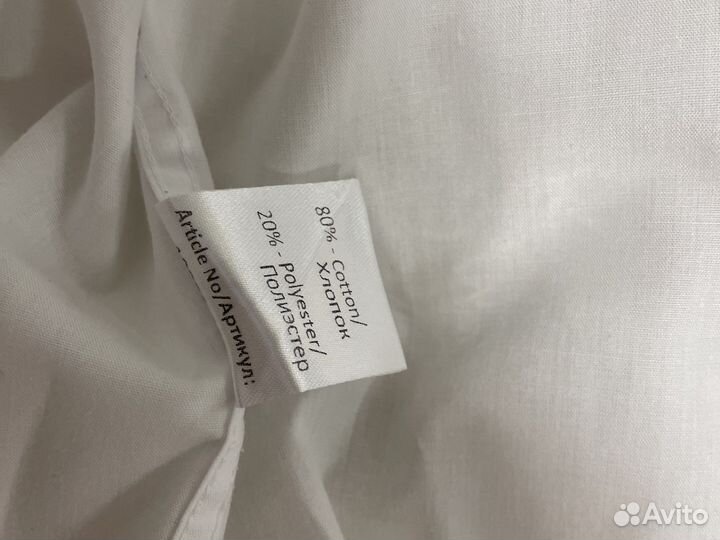 80% - Cotton/
Хлопок
20% - Polyester/
Полиэстер
Article No/Артикул:
Avito